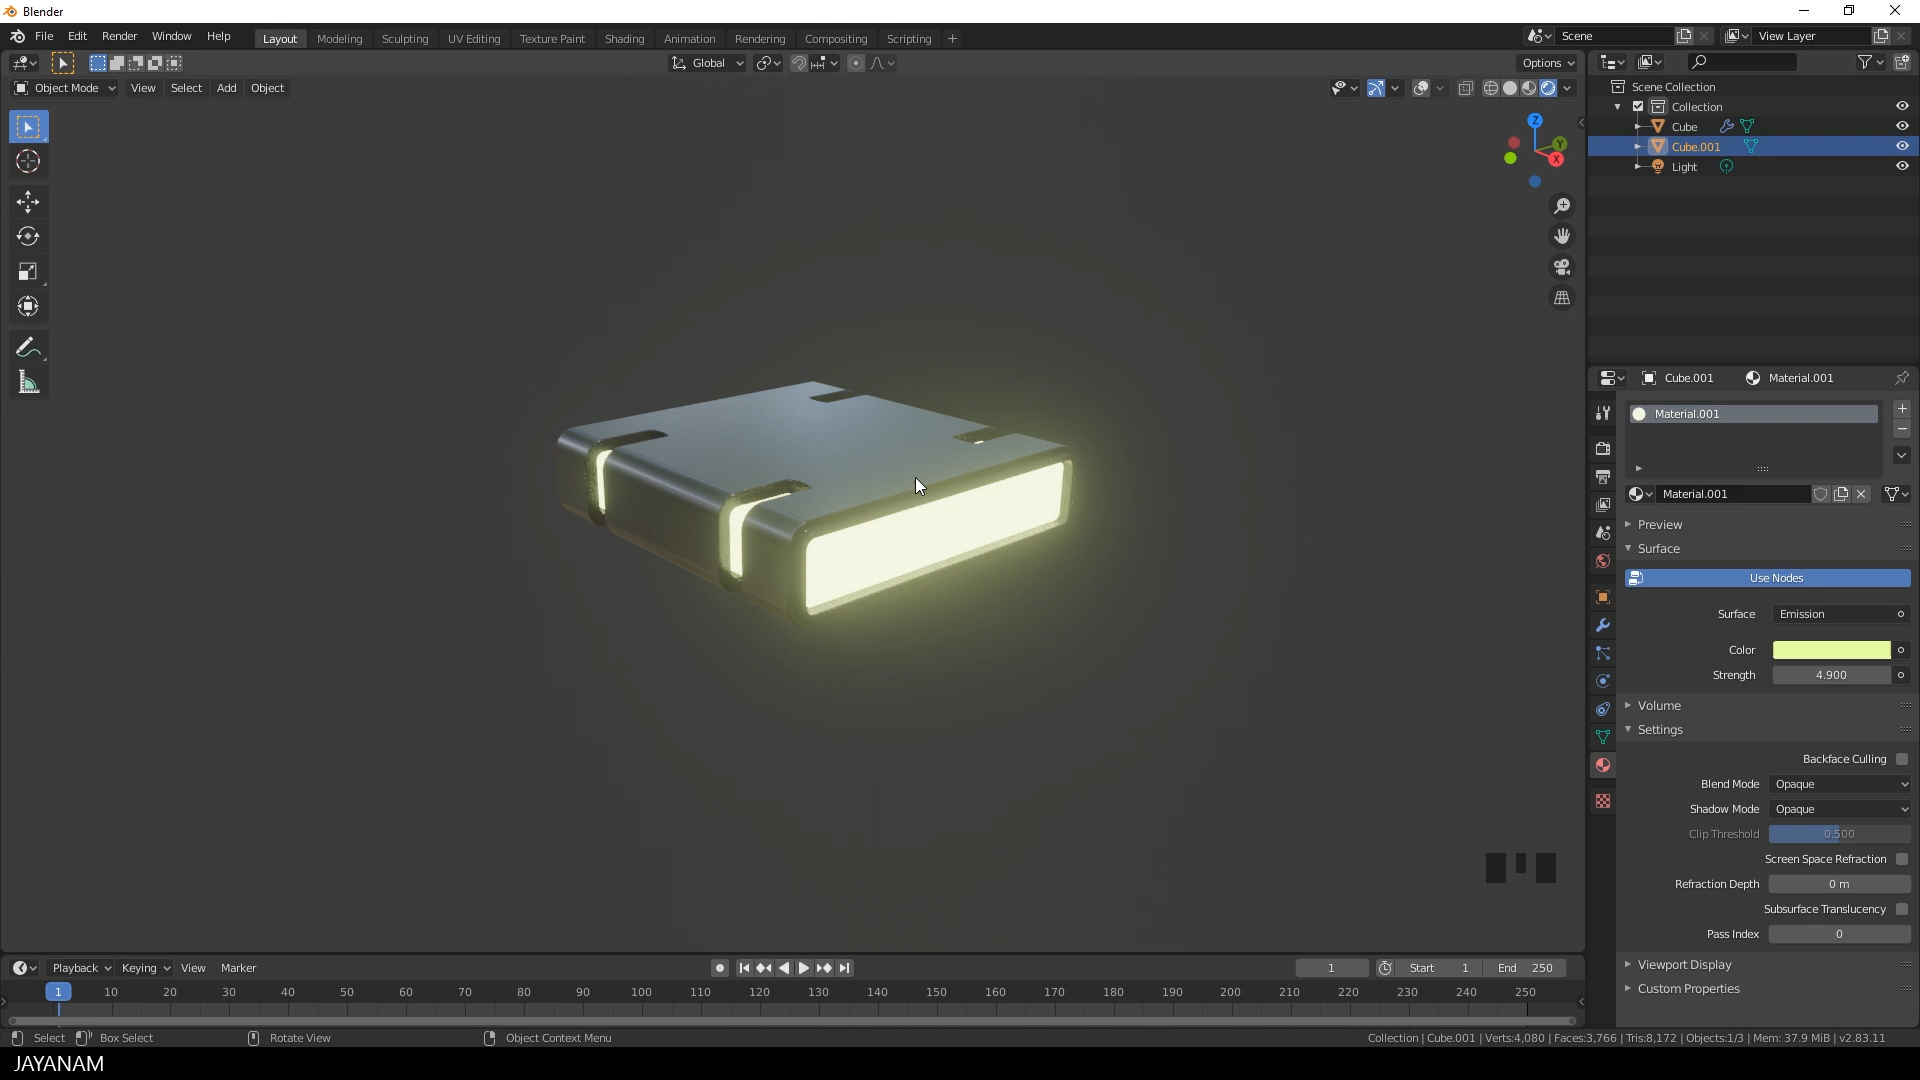 Blender
File Edit Render Window Help
Layout Modeling Sculpting UV Editing Texture Paint Shading Animation Rendering Compositing Scripting +
Scene
View Layer
Global
Options
Object Mode View Select Add Object
Z
Y
X
Scene Collection
Collection
Cube
Cube.001
Light
Cube.001 Material.001
Material.001
Material.001
Preview
Surface
Use Nodes
Surface Emission
Color
Strength 4.900
Volume
Settings
Backface Culling
Blend Mode Opaque
Shadow Mode Opaque
Clip Threshold 0.500
Screen Space Refraction
Refraction Depth 0 m
Subsurface Translucency
Pass Index 0
Viewport Display
Custom Properties
Playback Keying View Marker
1 Start 1 End 250
1 10 20 30 40 50 60 70 80 90 100 110 120 130 140 150 160 170 180 190 200 210 220 230 240 250
Select Box Select Rotate View Object Context Menu
Collection | Cube.001 | Verts:4,080 | Faces:3,766 | Tris:8,172 | Objects:1/3 | Mem: 37.9 MiB | v2.83.11
JAYANAM